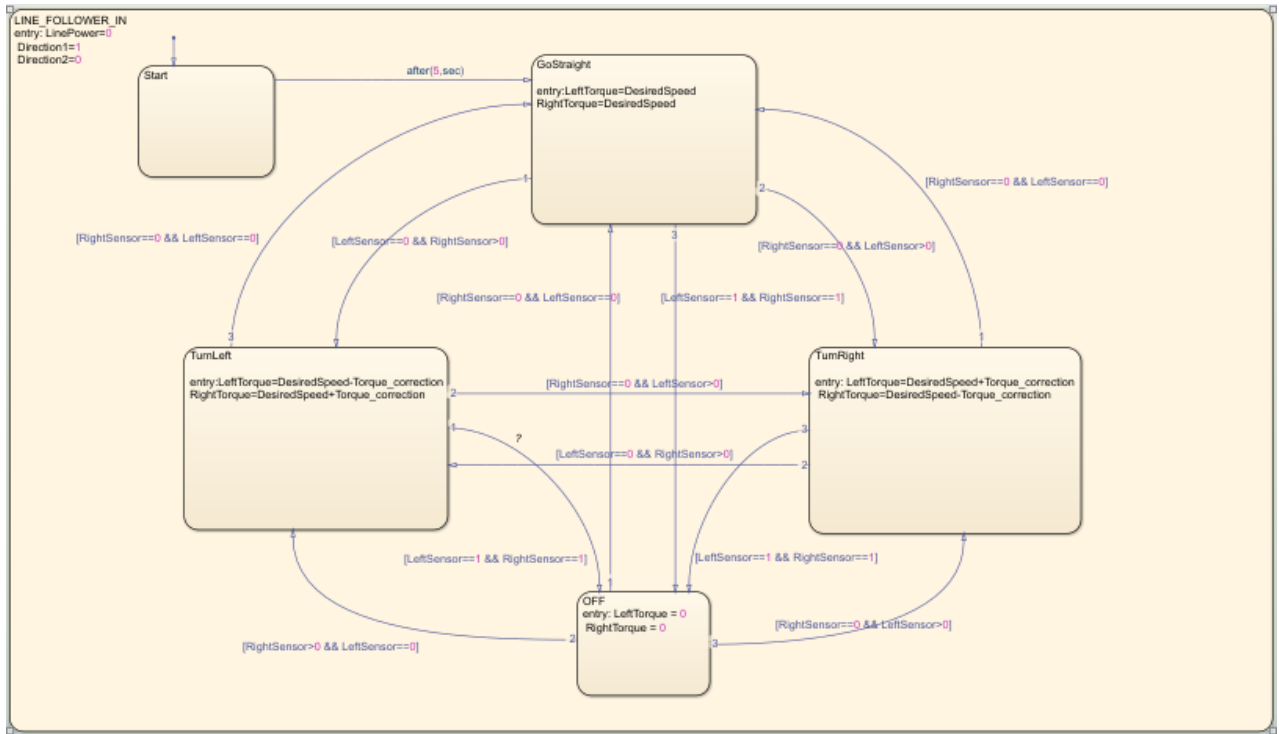 LINE_FOLLOWER_IN
entry: LinePower=0
Direction1=1
Direction2=0
Start
after(5,sec)
GoStraight
entry:LeftTorque=DesiredSpeed
RightTorque=DesiredSpeed
1
2
3
[RightSensor==0 && LeftSensor==0]
[LeftSensor==0 && RightSensor>0]
[RightSensor==0 && LeftSensor>0]
[RightSensor==0 && LeftSensor==0]
[RightSensor==0 && LeftSensor==0]
[LeftSensor==1 && RightSensor==1]
3
1
TurnLeft
entry:LeftTorque=DesiredSpeed-Torque_correction
RightTorque=DesiredSpeed+Torque_correction
2
1
?
[RightSensor==0 && LeftSensor>0]
[LeftSensor==0 && RightSensor>0]
TurnRight
entry: LeftTorque=DesiredSpeed+Torque_correction
RightTorque=DesiredSpeed-Torque_correction
3
2
[LeftSensor==1 && RightSensor==1]
[LeftSensor==1 && RightSensor==1]
1
OFF
entry: LeftTorque = 0
RightTorque = 0
2
3
[RightSensor>0 && LeftSensor==0]
[RightSensor==0 && LeftSensor>0]